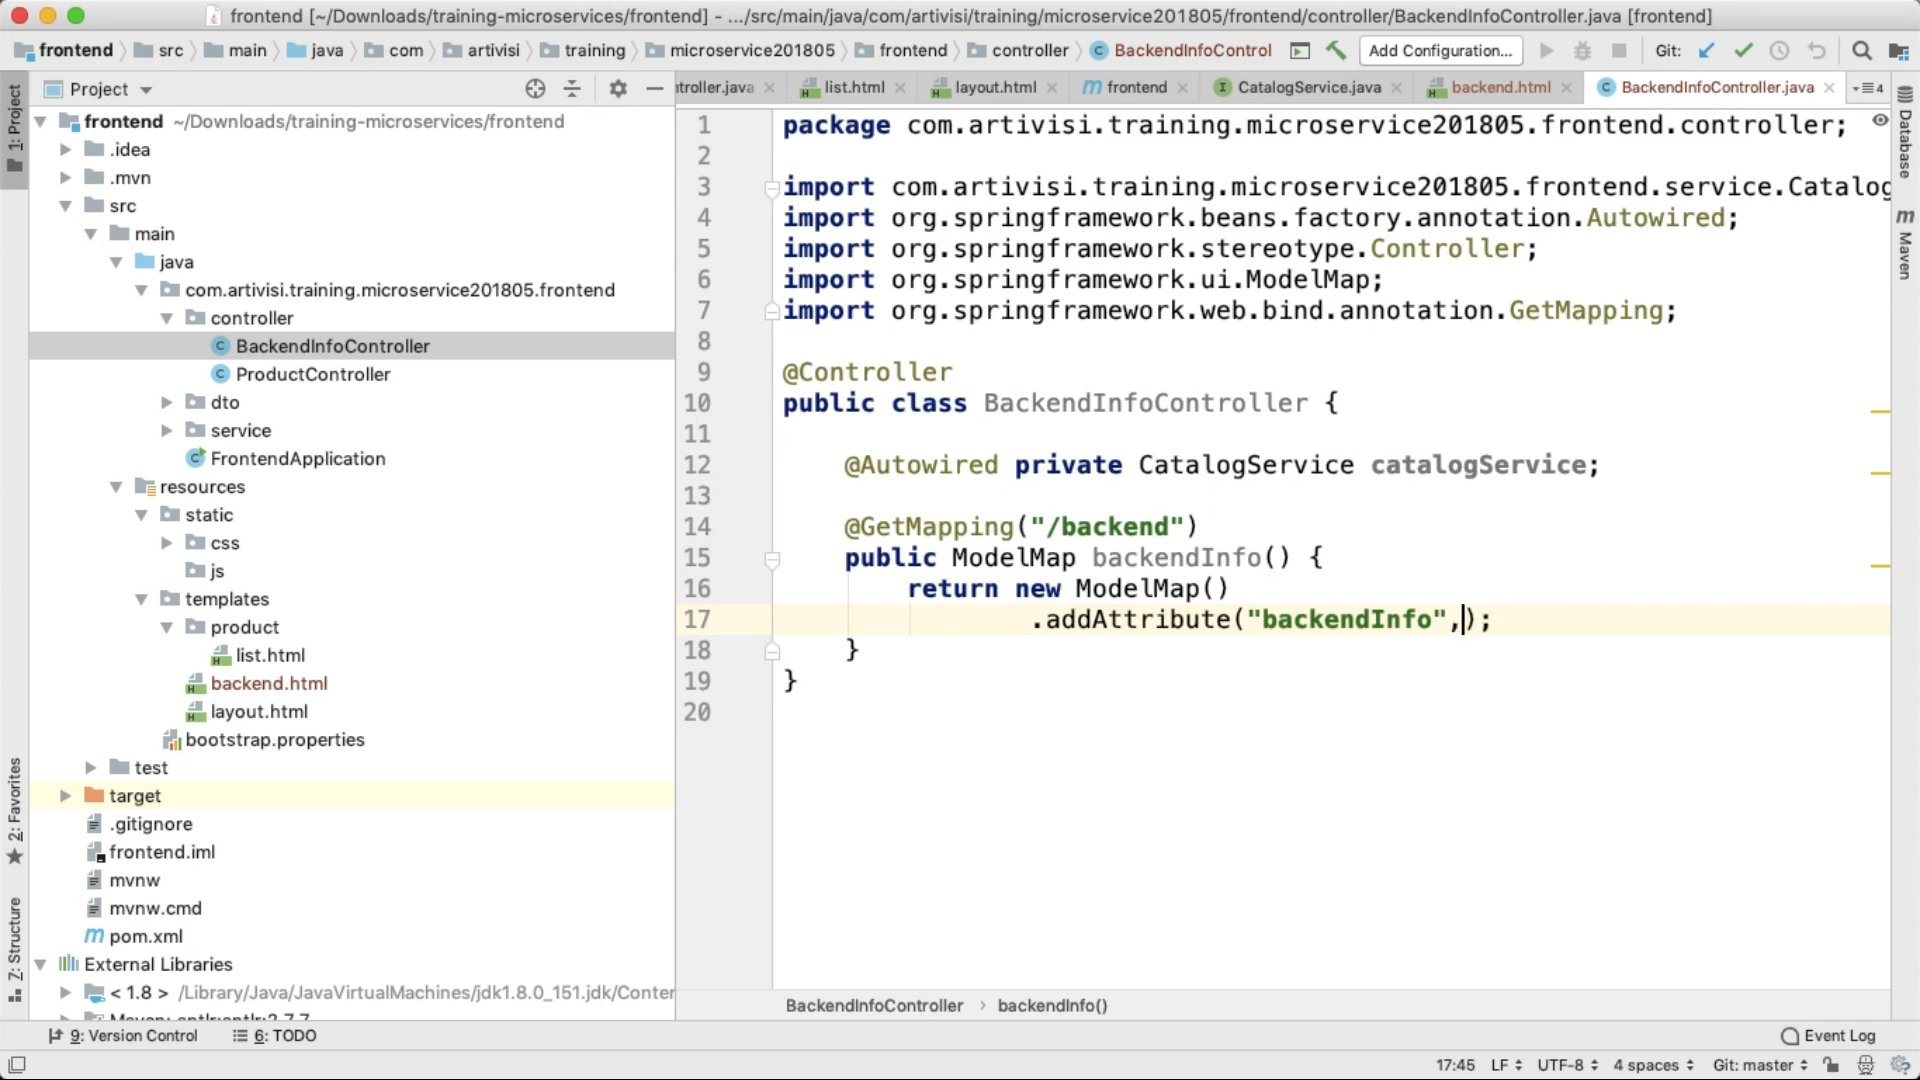 frontend [~/Downloads/training-microservices/frontend] - .../src/main/java/com/artivisi/training/microservice201805/frontend/controller/BackendInfoController.java [frontend]
frontend src main java com artivisi training microservice201805 frontend controller BackendInfoControl Add Configuration... Git:
Project
ntroller.java list.html layout.html frontend CatalogService.java backend.html BackendInfoController.java 4
1: Project
2: Favorites
7: Structure
frontend ~/Downloads/training-microservices/frontend
.idea
.mvn
src
main
java
com.artivisi.training.microservice201805.frontend
controller
BackendInfoController
ProductController
dto
service
FrontendApplication
resources
static
css
js
templates
product
list.html
backend.html
layout.html
bootstrap.properties
test
target
.gitignore
frontend.iml
mvnw
mvnw.cmd
pom.xml
External Libraries
< 1.8 > /Library/Java/JavaVirtualMachines/jdk1.8.0_151.jdk/Conter
1 package com.artivisi.training.microservice201805.frontend.controller;
2
3 import com.artivisi.training.microservice201805.frontend.service.Catalog
4 import org.springframework.beans.factory.annotation.Autowired;
5 import org.springframework.stereotype.Controller;
6 import org.springframework.ui.ModelMap;
7 import org.springframework.web.bind.annotation.GetMapping;
8
9 @Controller
10 public class BackendInfoController {
11
12 @Autowired private CatalogService catalogService;
13
14 @GetMapping("/backend")
15 public ModelMap backendInfo() {
16 return new ModelMap()
17 .addAttribute("backendInfo",);
18 }
19 }
20
Database
Maven
BackendInfoController backendInfo()
9: Version Control 6: TODO Event Log
17:45 LF UTF-8 4 spaces Git: master